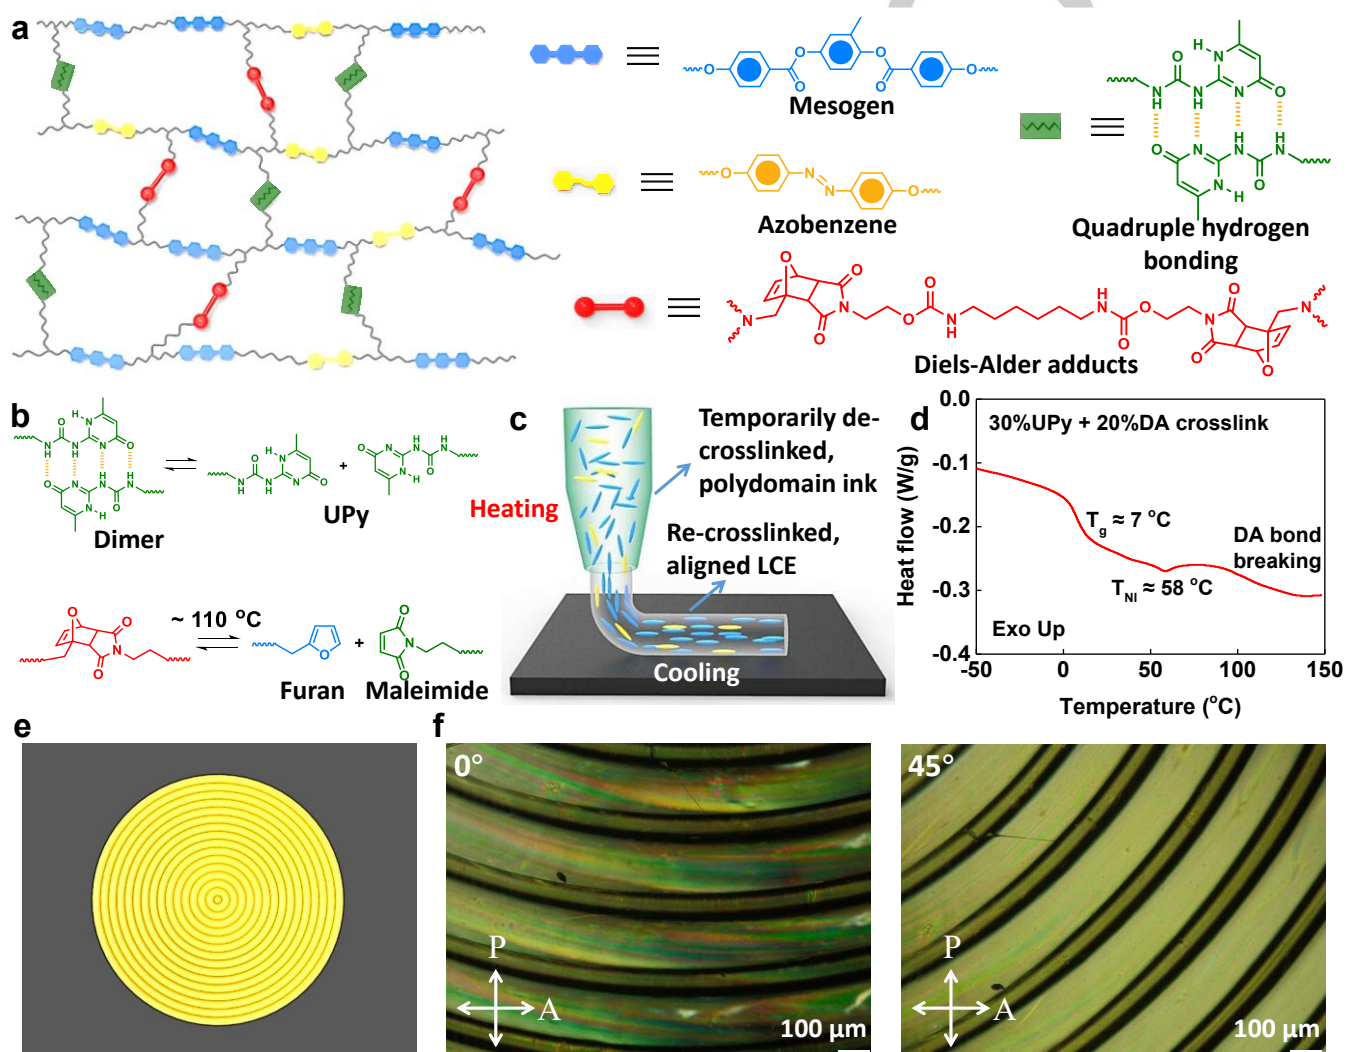 a
Mesogen
Azobenzene
Quadruple hydrogen
bonding
Diels-Alder adducts
b
Dimer
UPy
~ 110 °C
Furan
Maleimide
c
Heating
Temporarily de-
crosslinked,
polydomain ink
Re-crosslinked,
aligned LCE
Cooling
d
30%UPy + 20%DA crosslink
Tg ≈ 7 °C
DA bond
breaking
TNI ≈ 58 °C
Exo Up
Heat flow (W/g)
0.0
-0.1
-0.2
-0.3
-0.4
-50 0 50 100 150
Temperature (°C)
e
f
0°
P
A
100 µm
45°
P
A
100 µm